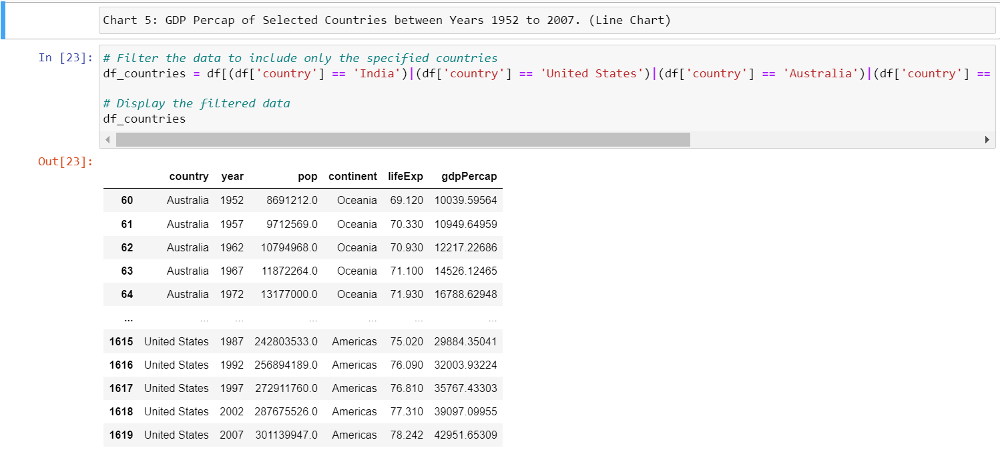 Chart 5: GDP Percap of Selected Countries between Years 1952 to 2007. (Line Chart)
In [23]: # Filter the data to include only the specified countries
df_countries = df[(df['country'] == 'India')|(df['country'] == 'United States')|(df['country'] == 'Australia')|(df['country'] ==
# Display the filtered data
df_countries
Out[23]:
country year pop continent lifeExp gdpPercap
60 Australia 1952 8691212.0 Oceania 69.120 10039.59564
61 Australia 1957 9712569.0 Oceania 70.330 10949.64959
62 Australia 1962 10794968.0 Oceania 70.930 12217.22686
63 Australia 1967 11872264.0 Oceania 71.100 14526.12465
64 Australia 1972 13177000.0 Oceania 71.930 16788.62948
... ... ... ... ... ... ...
1615 United States 1987 242803533.0 Americas 75.020 29884.35041
1616 United States 1992 256894189.0 Americas 76.090 32003.93224
1617 United States 1997 272911760.0 Americas 76.810 35767.43303
1618 United States 2002 287675526.0 Americas 77.310 39097.09955
1619 United States 2007 301139947.0 Americas 78.242 42951.65309